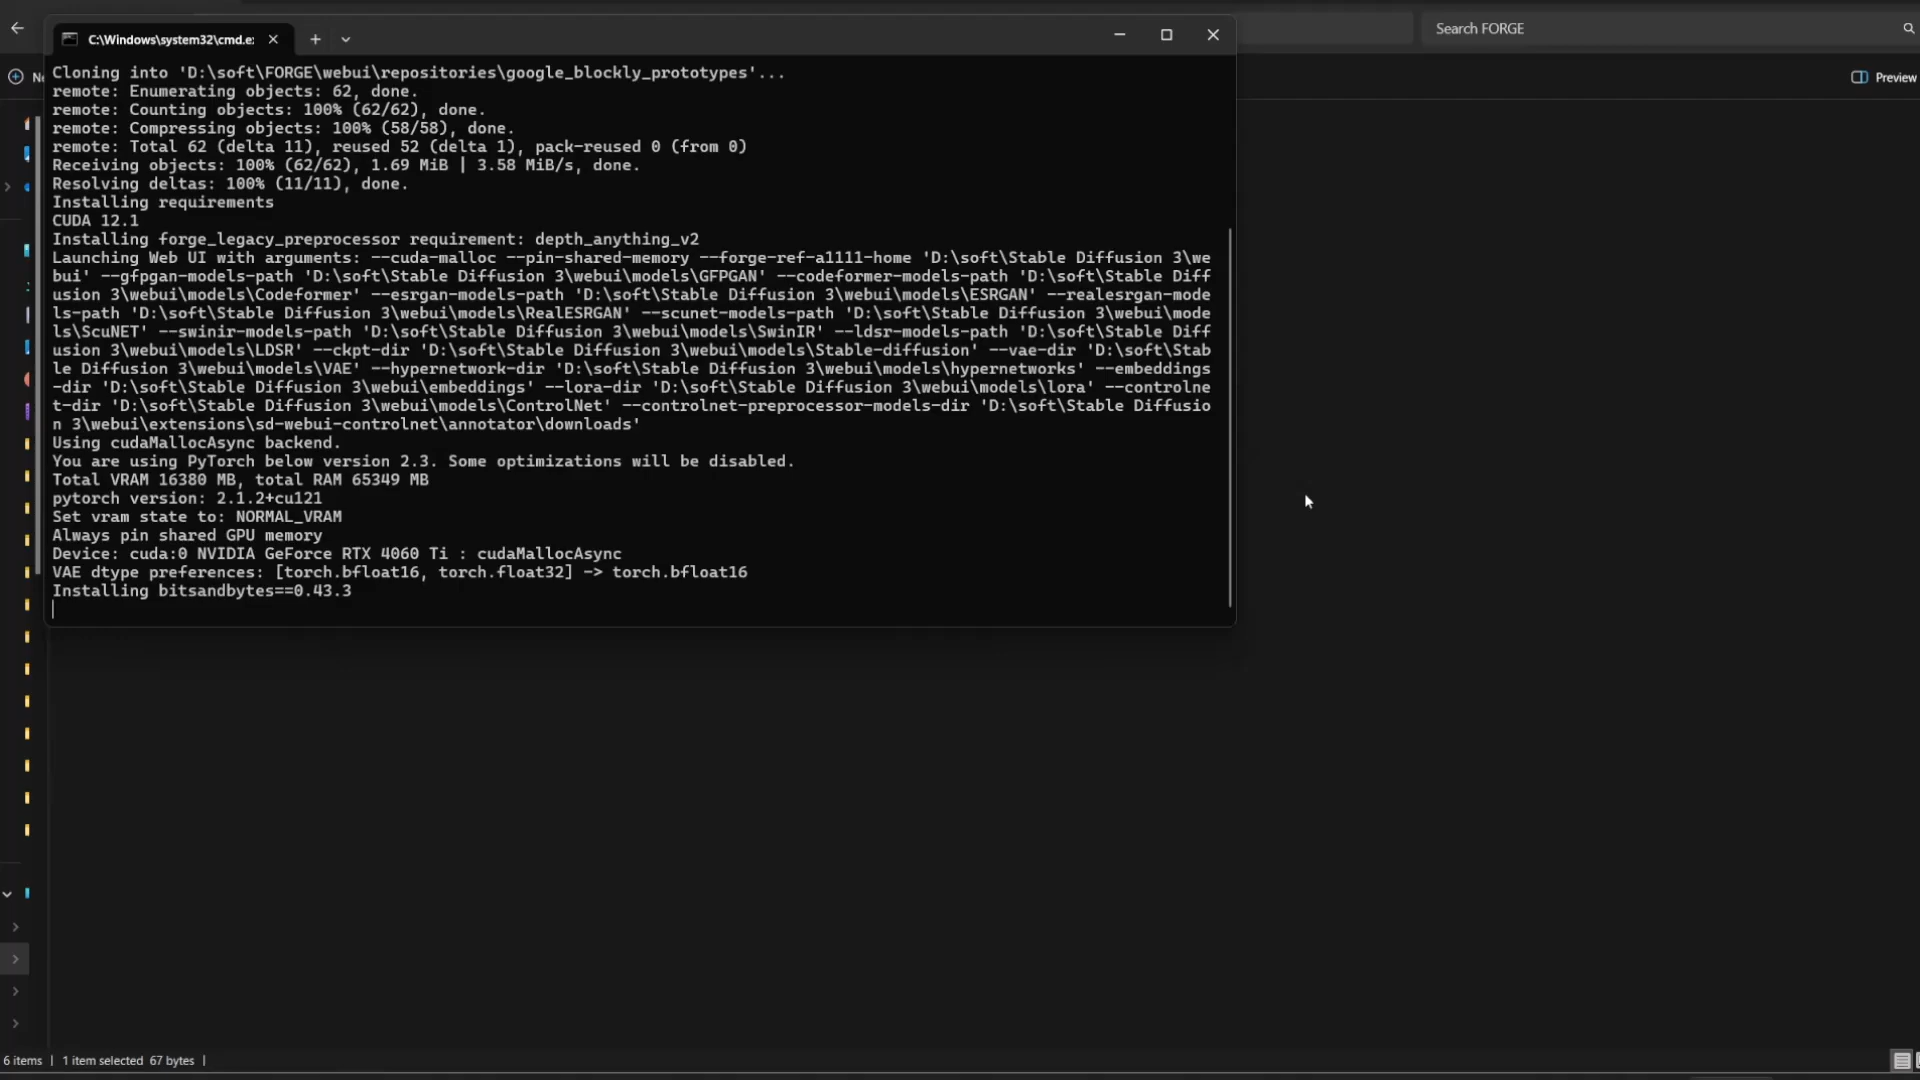 Search FORGE
C:\Windows\system32\cmd.e
Preview
Cloning into 'D:\soft\FORGE\webui\repositories\google_blockly_prototypes'...
remote: Enumerating objects: 62, done.
remote: Counting objects: 100% (62/62), done.
remote: Compressing objects: 100% (58/58), done.
remote: Total 62 (delta 11), reused 52 (delta 1), pack-reused 0 (from 0)
Receiving objects: 100% (62/62), 1.69 MiB | 3.58 MiB/s, done.
Resolving deltas: 100% (11/11), done.
Installing requirements
CUDA 12.1
Installing forge_legacy_preprocessor requirement: depth_anything_v2
Launching Web UI with arguments: --cuda-malloc --pin-shared-memory --forge-ref-a1111-home 'D:\soft\Stable Diffusion 3\we
bui' --gfpgan-models-path 'D:\soft\Stable Diffusion 3\webui\models\GFPGAN' --codeformer-models-path 'D:\soft\Stable Diff
usion 3\webui\models\Codeformer' --esrgan-models-path 'D:\soft\Stable Diffusion 3\webui\models\ESRGAN' --realesrgan-mode
ls-path 'D:\soft\Stable Diffusion 3\webui\models\RealESRGAN' --scunet-models-path 'D:\soft\Stable Diffusion 3\webui\mode
ls\ScuNET' --swinir-models-path 'D:\soft\Stable Diffusion 3\webui\models\SwinIR' --ldsr-models-path 'D:\soft\Stable Diff
usion 3\webui\models\LDSR' --ckpt-dir 'D:\soft\Stable Diffusion 3\webui\models\Stable-diffusion' --vae-dir 'D:\soft\Stab
le Diffusion 3\webui\models\VAE' --hypernetwork-dir 'D:\soft\Stable Diffusion 3\webui\models\hypernetworks' --embeddings
-dir 'D:\soft\Stable Diffusion 3\webui\embeddings' --lora-dir 'D:\soft\Stable Diffusion 3\webui\models\lora' --controlne
t-dir 'D:\soft\Stable Diffusion 3\webui\models\ControlNet' --controlnet-preprocessor-models-dir 'D:\soft\Stable Diffusio
n 3\webui\extensions\sd-webui-controlnet\annotator\downloads'
Using cudaMallocAsync backend.
You are using PyTorch below version 2.3. Some optimizations will be disabled.
Total VRAM 16380 MB, total RAM 65349 MB
pytorch version: 2.1.2+cu121
Set vram state to: NORMAL_VRAM
Always pin shared GPU memory
Device: cuda:0 NVIDIA GeForce RTX 4060 Ti : cudaMallocAsync
VAE dtype preferences: [torch.bfloat16, torch.float32] -> torch.bfloat16
Installing bitsandbytes==0.43.3
6 items | 1 item selected 67 bytes |